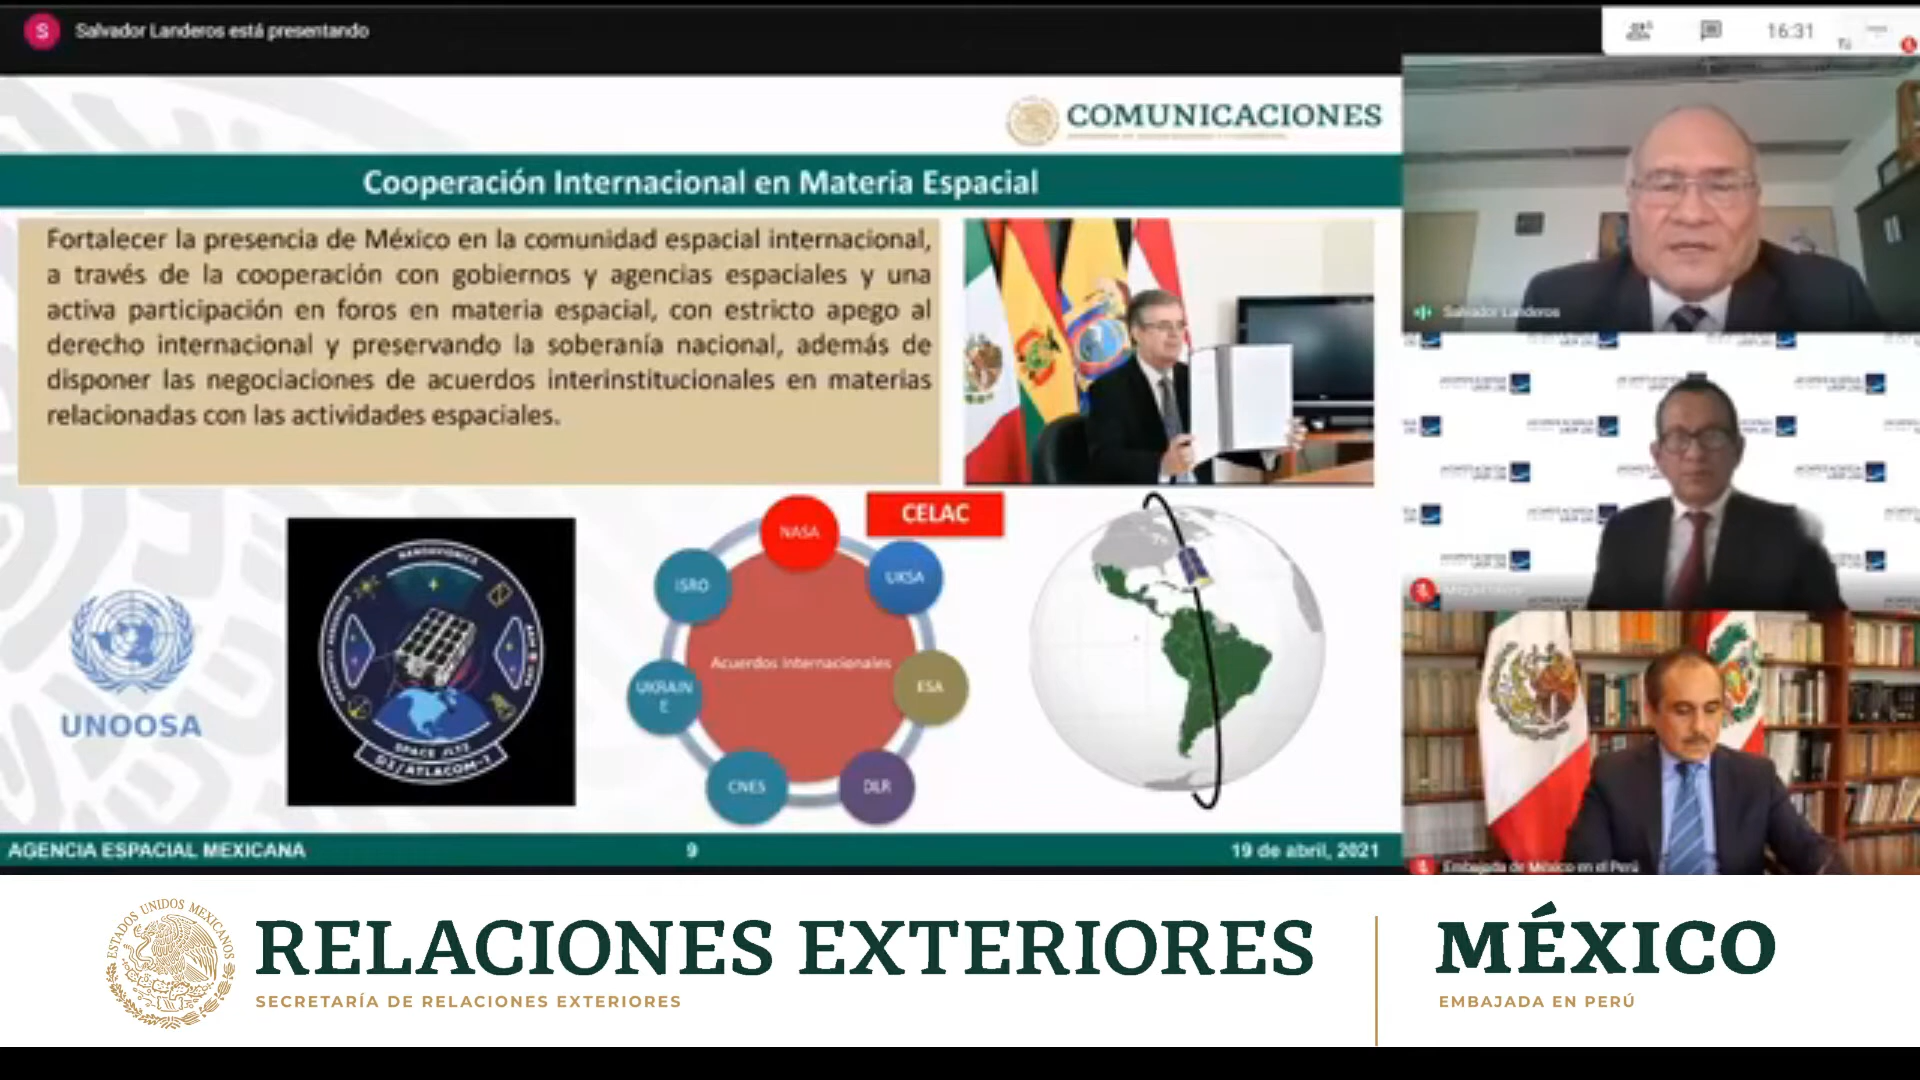 S
Salvador Landeros está presentando
16:31
COMUNICACIONES
Cooperación Internacional en Materia Espacial
Fortalecer la presencia de México en la comunidad espacial internacional,
a través de la cooperación con gobiernos y agencias espaciales y una
activa participación en foros en materia espacial, con estricto apego al
derecho internacional y preservando la soberanía nacional, además de
disponer las negociaciones de acuerdos interinstitucionales en materias
relacionadas con las actividades espaciales.
Salvador Landeros
CELAC
NASA
ISRO
UKSA
Acuerdos Internacionales
UKRAIN
E
ESA
CNES
DLR
UNOOSA
NANOAVIONICS
SPACE JLTZ
D2/ATLACOM-1
AGENCIA ESPACIAL MEXICANA
9
19 de abril, 2021
Embajada de México en el Perú
ESTADOS UNIDOS MEXICANOS
RELACIONES EXTERIORES
SECRETARÍA DE RELACIONES EXTERIORES
MÉXICO
EMBAJADA EN PERÚ